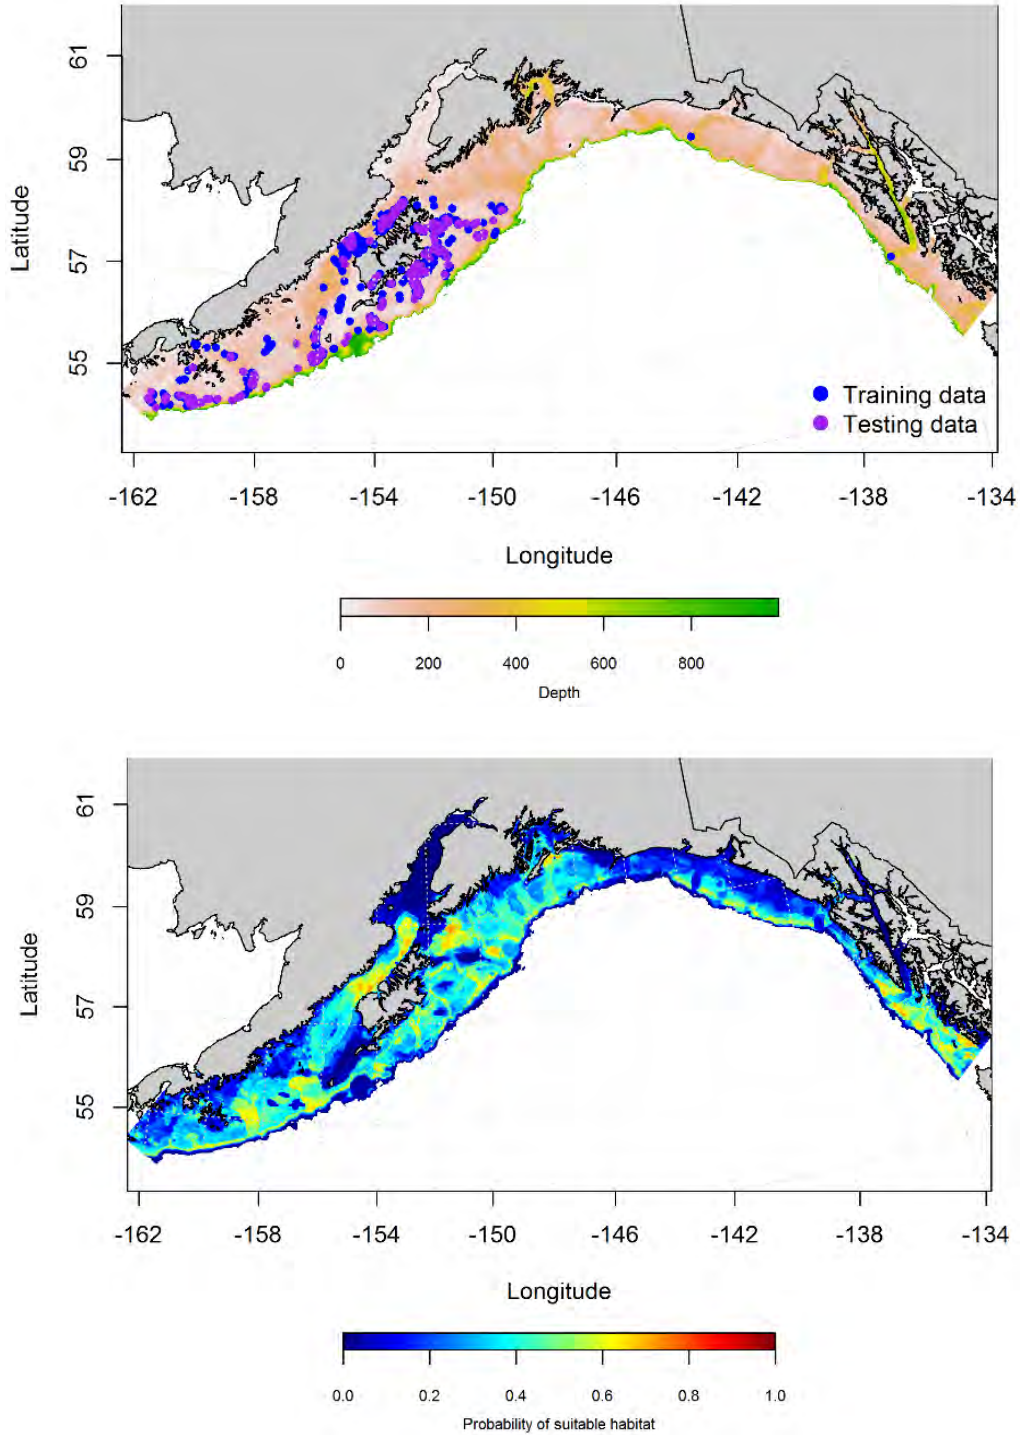 61
59
57
55
Latitude
Training data
Testing data
-162 -158 -154 -150 -146 -142 -138 -134
Longitude
0 200 400 600 800
Depth
61
59
57
55
Latitude
-162 -158 -154 -150 -146 -142 -138 -134
Longitude
0.0 0.2 0.4 0.6 0.8 1.0
Probability of suitable habitat